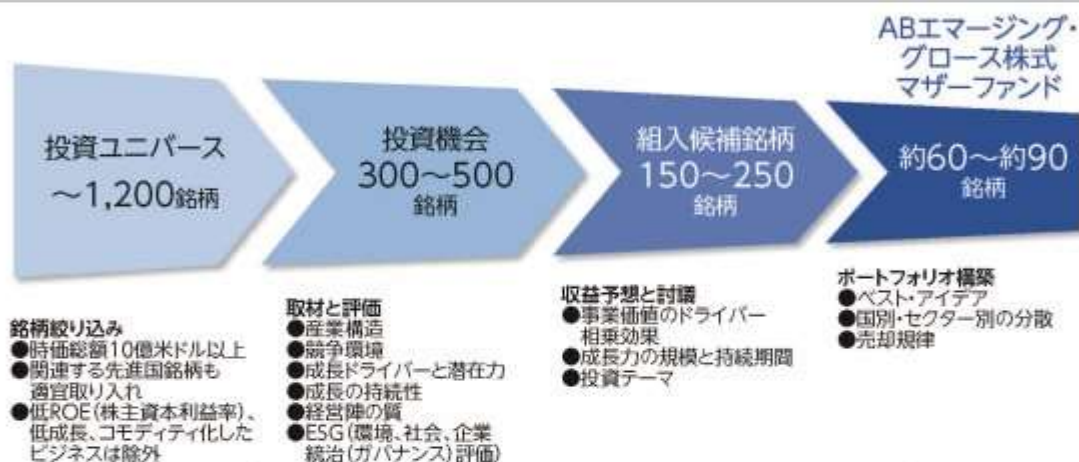 ABエマージング・
グロース株式
マザーファンド
投資ユニバース
~1,200銘柄
投資機会
300~500
銘柄
組入候補銘柄
150~250
銘柄
約60~約90
銘柄
銘柄絞り込み
●時価総額10億米ドル以上
●関連する先進国銘柄も
適宜取り入れ
●低ROE(株主資本利益率)、
低成長、コモディティ化した
ビジネスは除外
取材と評価
●産業構造
●競争環境
●成長ドライバーと潜在力
●成長の持続性
●経営陣の質
●ESG(環境、社会、企業
統治(ガバナンス)評価)
収益予想と討議
●事業価値のドライバー
相乗効果
●成長力の規模と持続期間
●投資テーマ
ポートフォリオ構築
●ベスト・アイデア
●国別・セクター別の分散
●売却規律